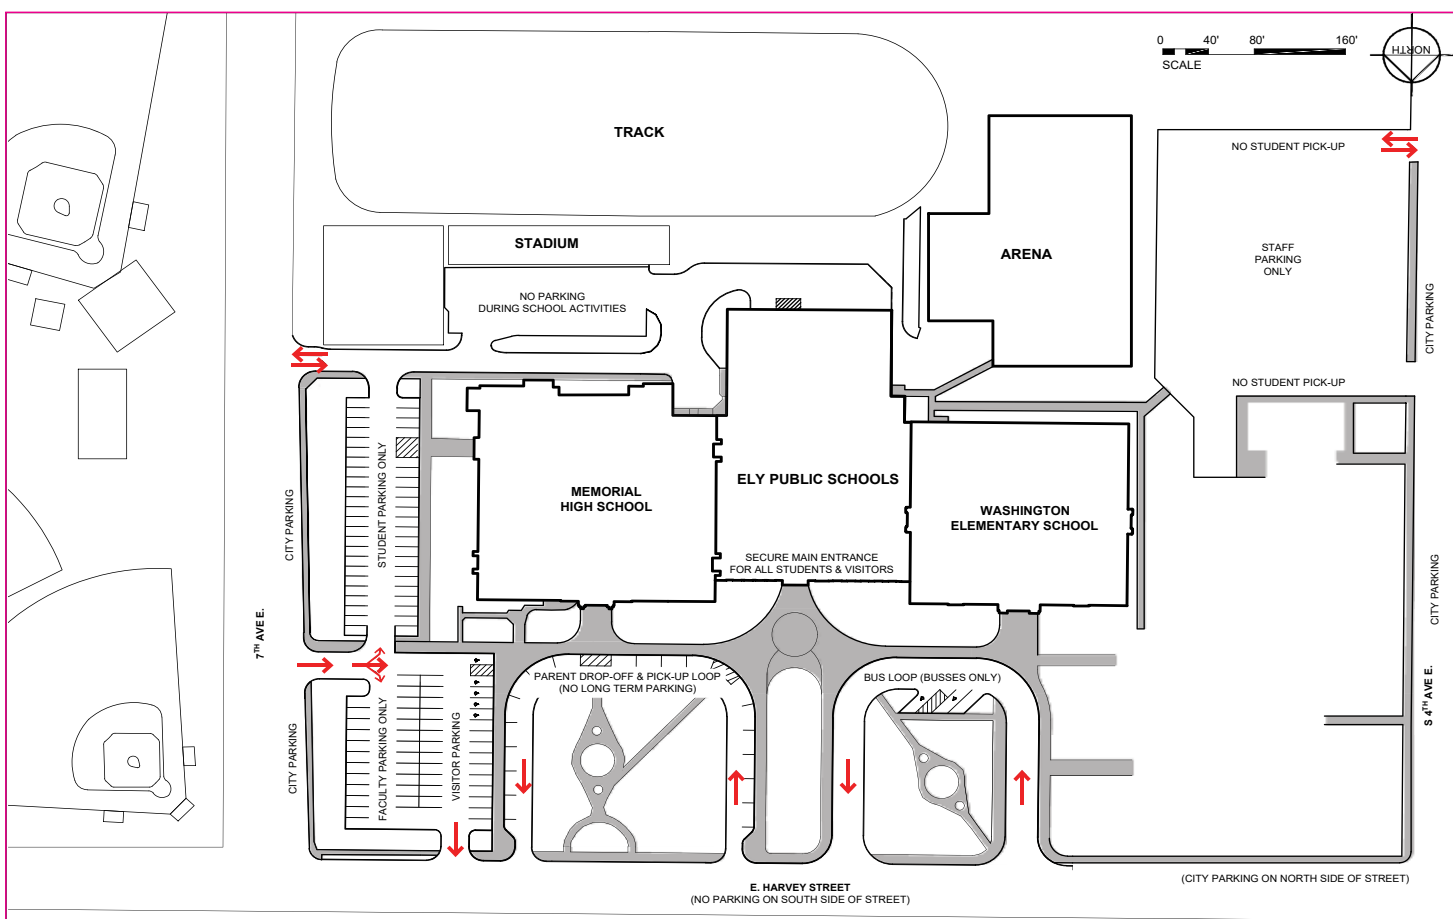 0 40' 80' 160'
SCALE
NORTH
TRACK
NO STUDENT PICK-UP
STADIUM
ARENA
STAFF
PARKING
ONLY
NO PARKING
DURING SCHOOL ACTIVITIES
CITY PARKING
NO STUDENT PICK-UP
STUDENT PARKING ONLY
CITY PARKING
MEMORIAL
HIGH SCHOOL
ELY PUBLIC SCHOOLS
WASHINGTON
ELEMENTARY SCHOOL
SECURE MAIN ENTRANCE
FOR ALL STUDENTS & VISITORS
CITY PARKING
7TH AVE E.
PARENT DROP-OFF & PICK-UP LOOP
(NO LONG TERM PARKING)
BUS LOOP (BUSSES ONLY)
S 4TH AVE E.
CITY PARKING
FACULTY PARKING ONLY
VISITOR PARKING
E. HARVEY STREET
(NO PARKING ON SOUTH SIDE OF STREET)
(CITY PARKING ON NORTH SIDE OF STREET)